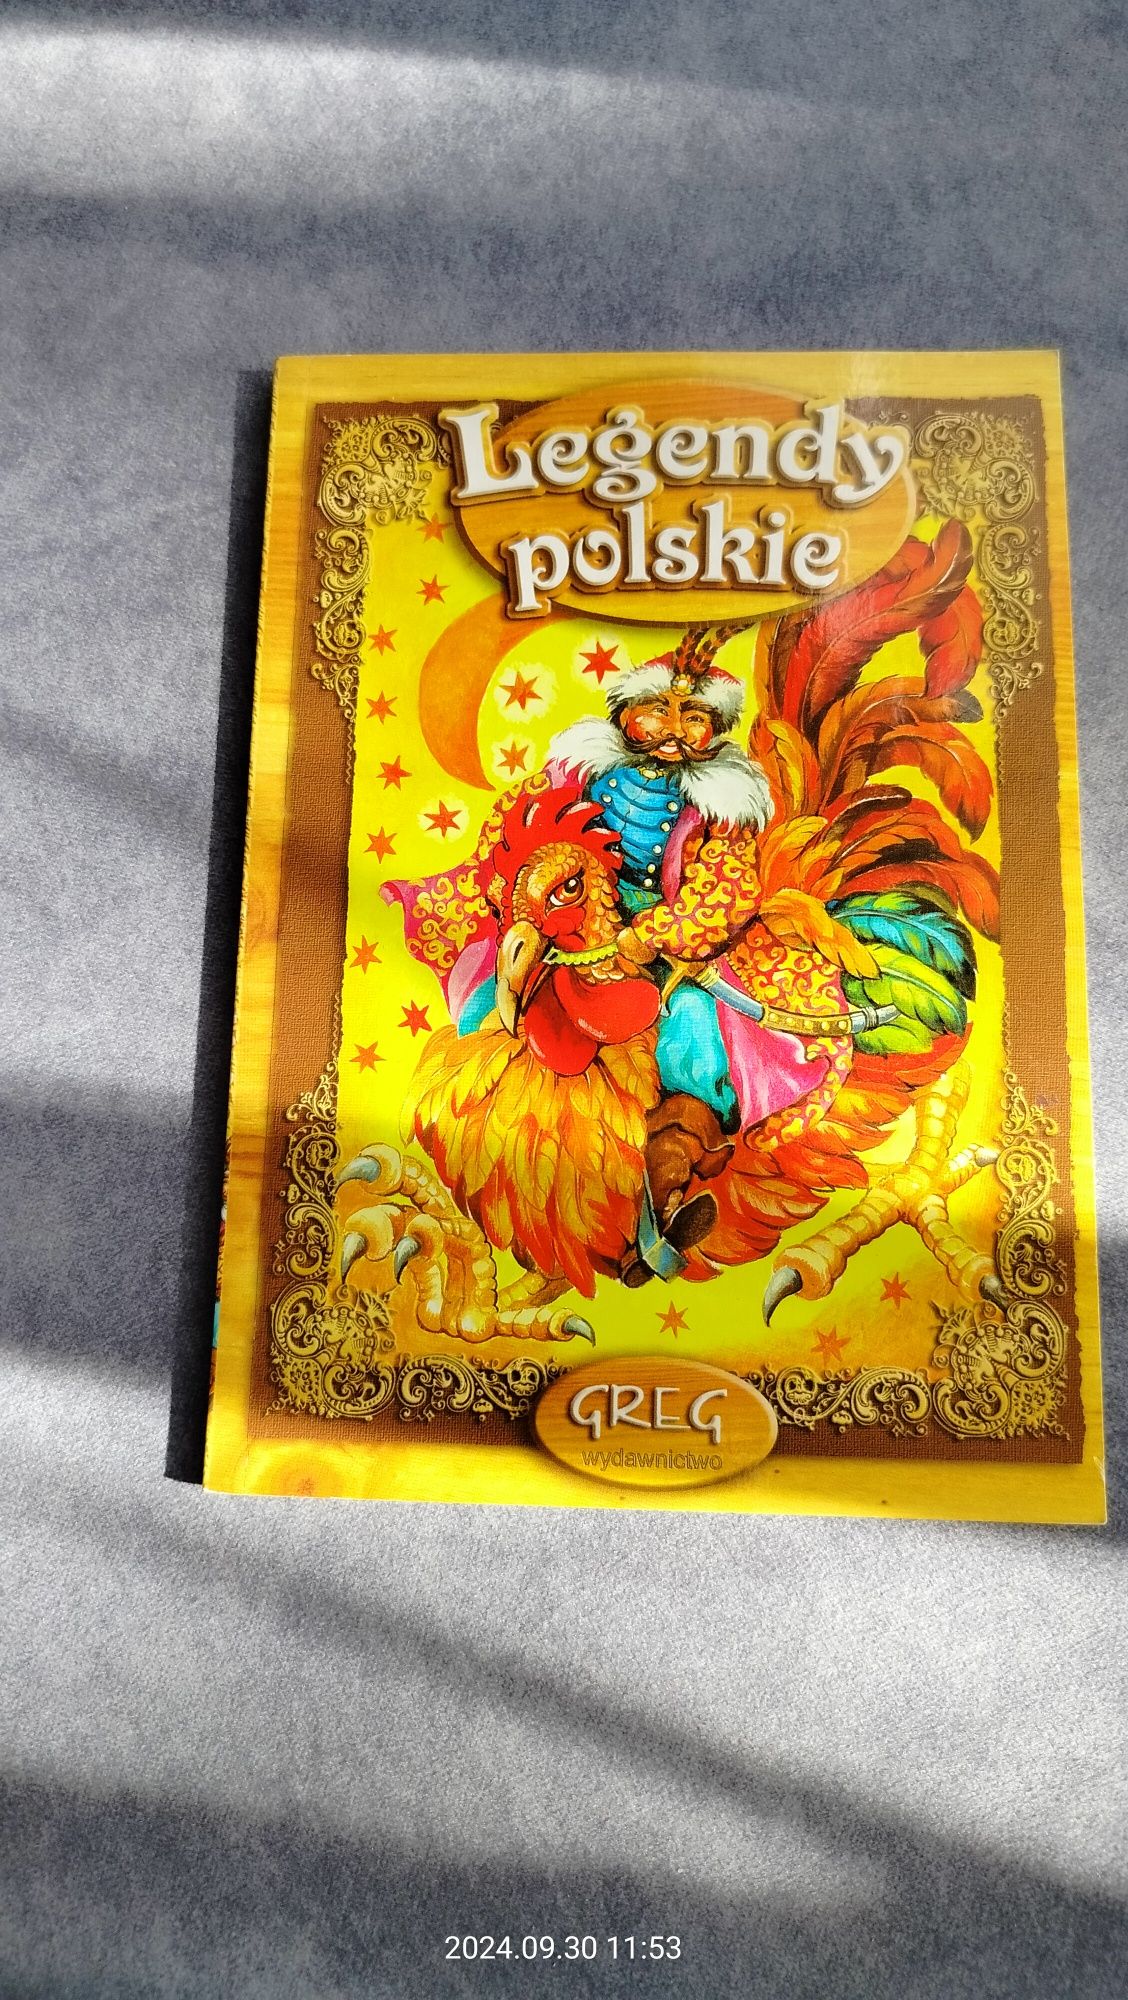 Legendy
polskie
GREG
wydawnictwo
2024.09.30 11:53